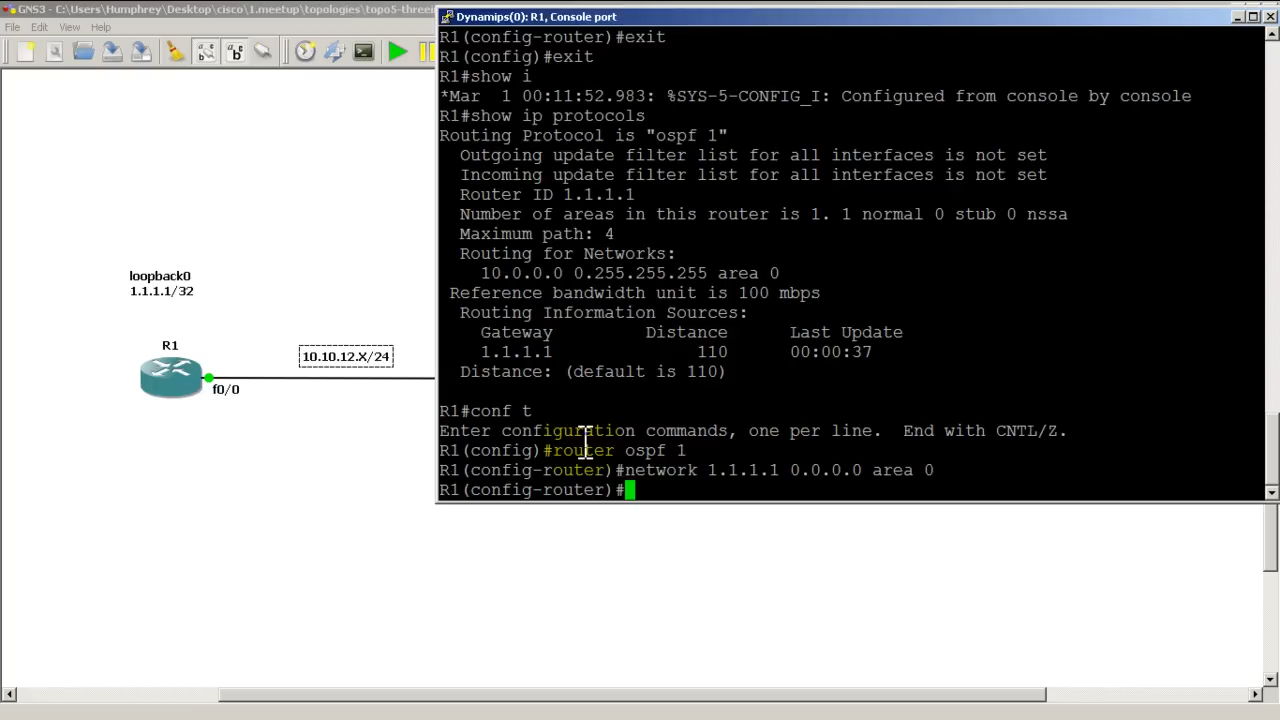 GNS3 - C:\Users\Humphrey\Desktop\cisco\1.meetup\topologies\topo5-threei
File Edit View Help
Dynamips(0): R1, Console port
R1(config-router)#exit
R1(config)#exit
R1#show i
*Mar  1 00:11:52.983: %SYS-5-CONFIG_I: Configured from console by console
R1#show ip protocols
Routing Protocol is "ospf 1"
  Outgoing update filter list for all interfaces is not set
  Incoming update filter list for all interfaces is not set
  Router ID 1.1.1.1
  Number of areas in this router is 1. 1 normal 0 stub 0 nssa
  Maximum path: 4
  Routing for Networks:
    10.0.0.0 0.255.255.255 area 0
 Reference bandwidth unit is 100 mbps
  Routing Information Sources:
    Gateway         Distance      Last Update
    1.1.1.1              110      00:00:37
  Distance: (default is 110)
R1#conf t
Enter configuration commands, one per line.  End with CNTL/Z.
R1(config)#router ospf 1
R1(config-router)#network 1.1.1.1 0.0.0.0 area 0
R1(config-router)#
loopback0
1.1.1.1/32
R1
10.10.12.X/24
f0/0